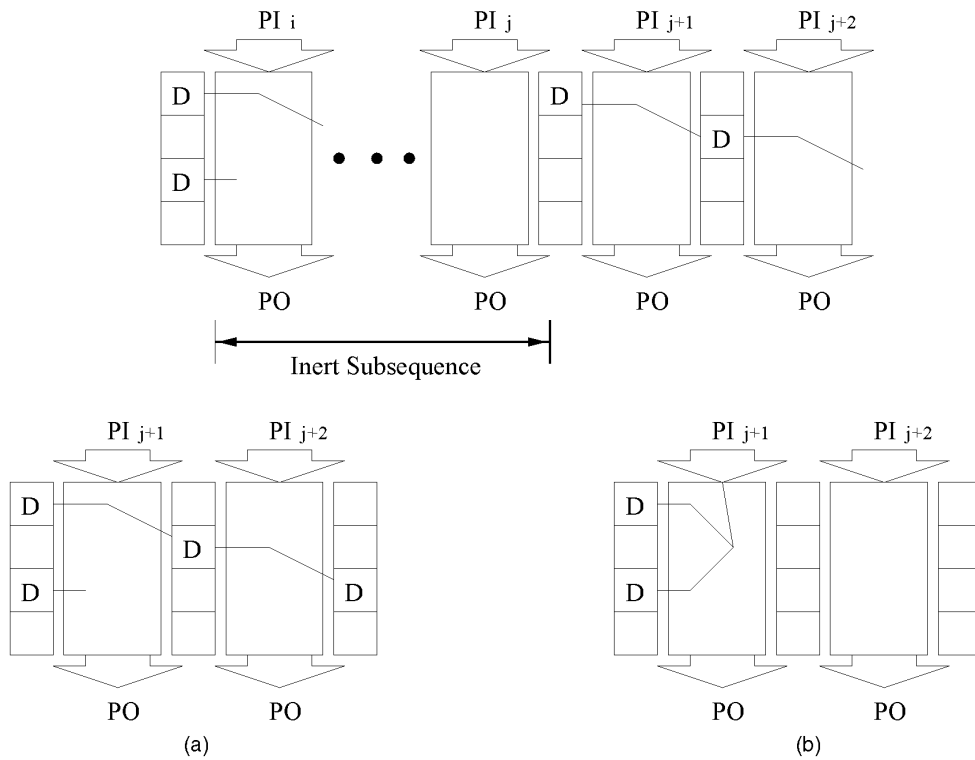 PI i PI j PI j+1 PI j+2
D D
D
D
PO PO PO PO
Inert Subsequence
PI j+1 PI j+2 PI j+1 PI j+2
D D
D
D D D
PO PO PO PO
(a) (b)